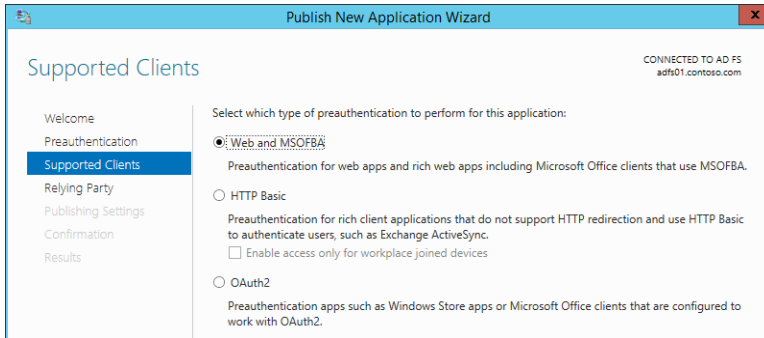 Publish New Application Wizard
x
Supported Clients
CONNECTED TO AD FS
adfs01.contoso.com
Welcome
Preauthentication
Supported Clients
Relying Party
Publishing Settings
Confirmation
Results
Select which type of preauthentication to perform for this application:
Web and MSOFBA
Preauthentication for web apps and rich web apps including Microsoft Office clients that use MSOFBA.
HTTP Basic
Preauthentication for rich client applications that do not support HTTP redirection and use HTTP Basic
to authenticate users, such as Exchange ActiveSync.
Enable access only for workplace joined devices
OAuth2
Preauthentication apps such as Windows Store apps or Microsoft Office clients that are configured to
work with OAuth2.